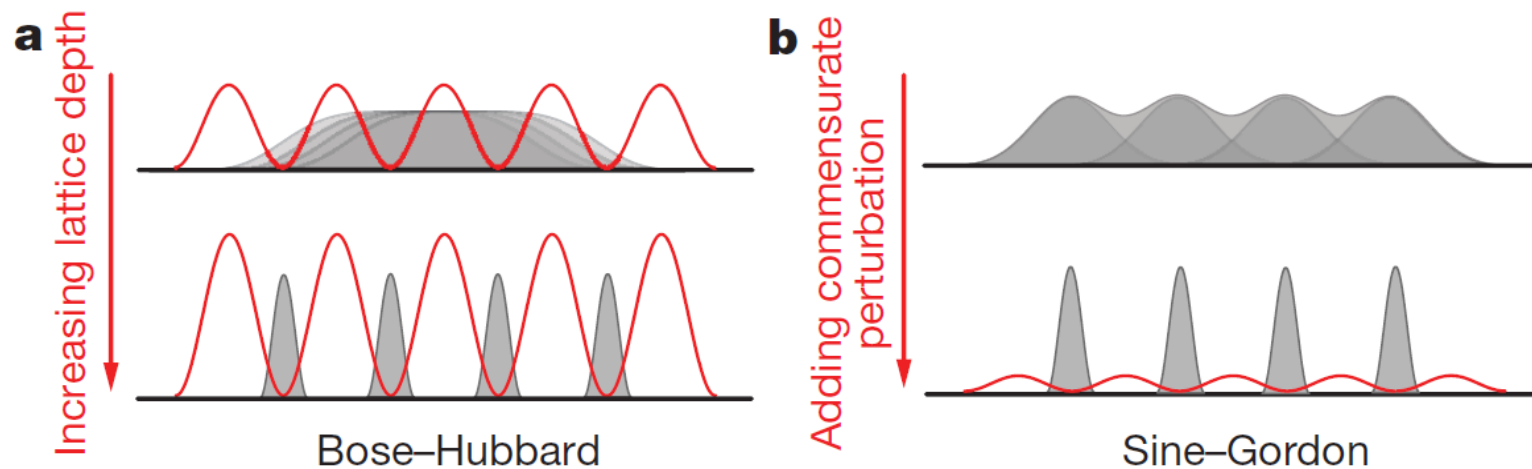 a
Increasing lattice depth
Bose–Hubbard
b
Adding commensurate
perturbation
Sine–Gordon